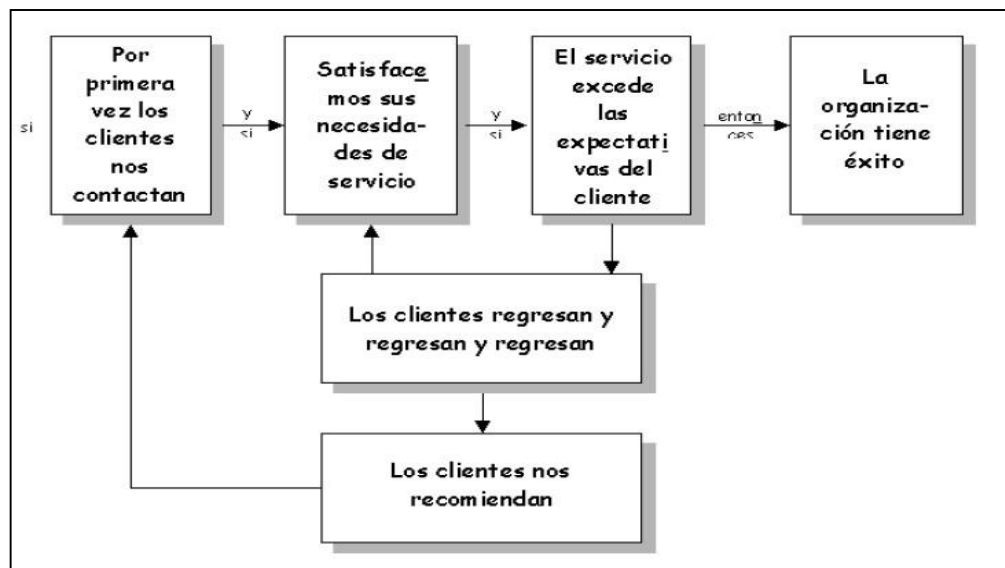 si
Por
primera
vez los
clientes
nos
contactan
y
si
Satisface
mos sus
necesida-
des de
servicio
y
si
El servicio
excede
las
expectati
vas del
cliente
enton
ces
La
organiza-
ción tiene
éxito
Los clientes regresan y
regresan y regresan
Los clientes nos
recomiendan